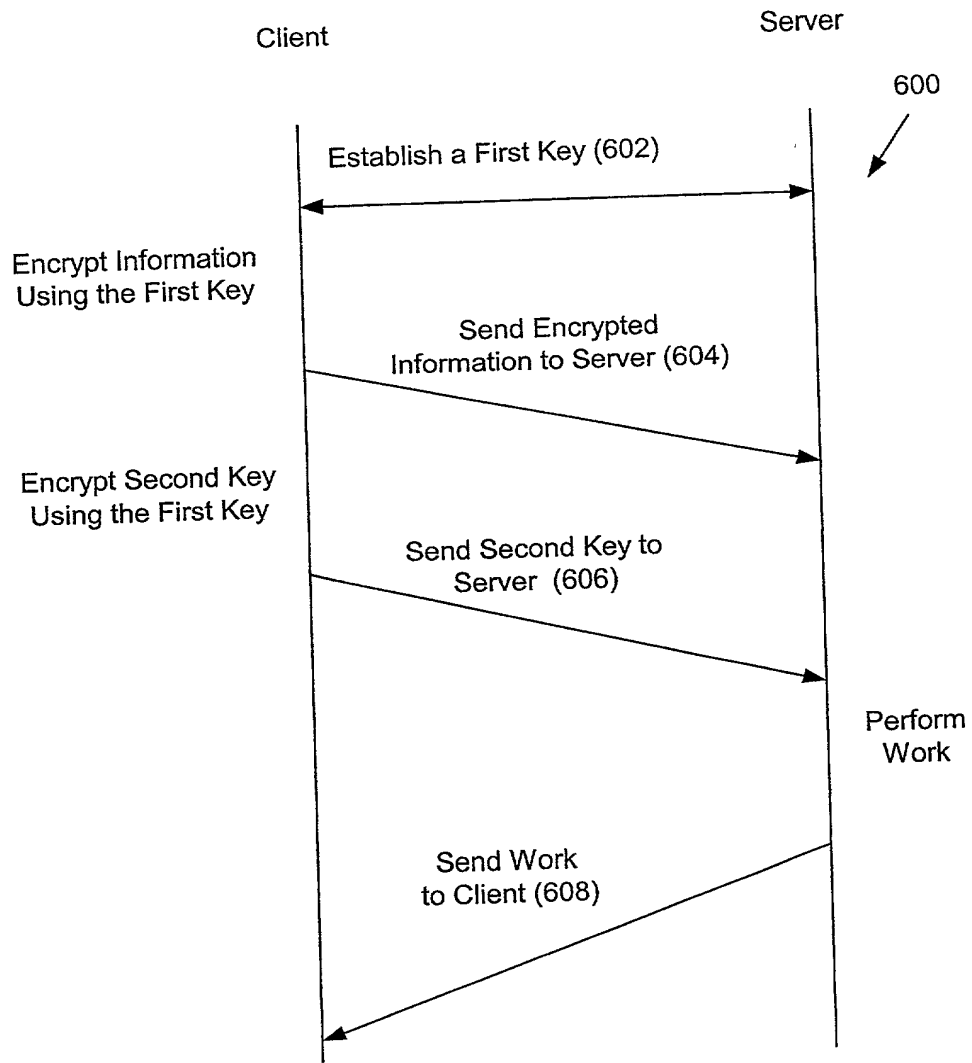 Client
Server
600
Establish a First Key (602)
Encrypt Information
Using the First Key
Send Encrypted
Information to Server (604)
Encrypt Second Key
Using the First Key
Send Second Key to
Server (606)
Perform
Work
Send Work
to Client (608)